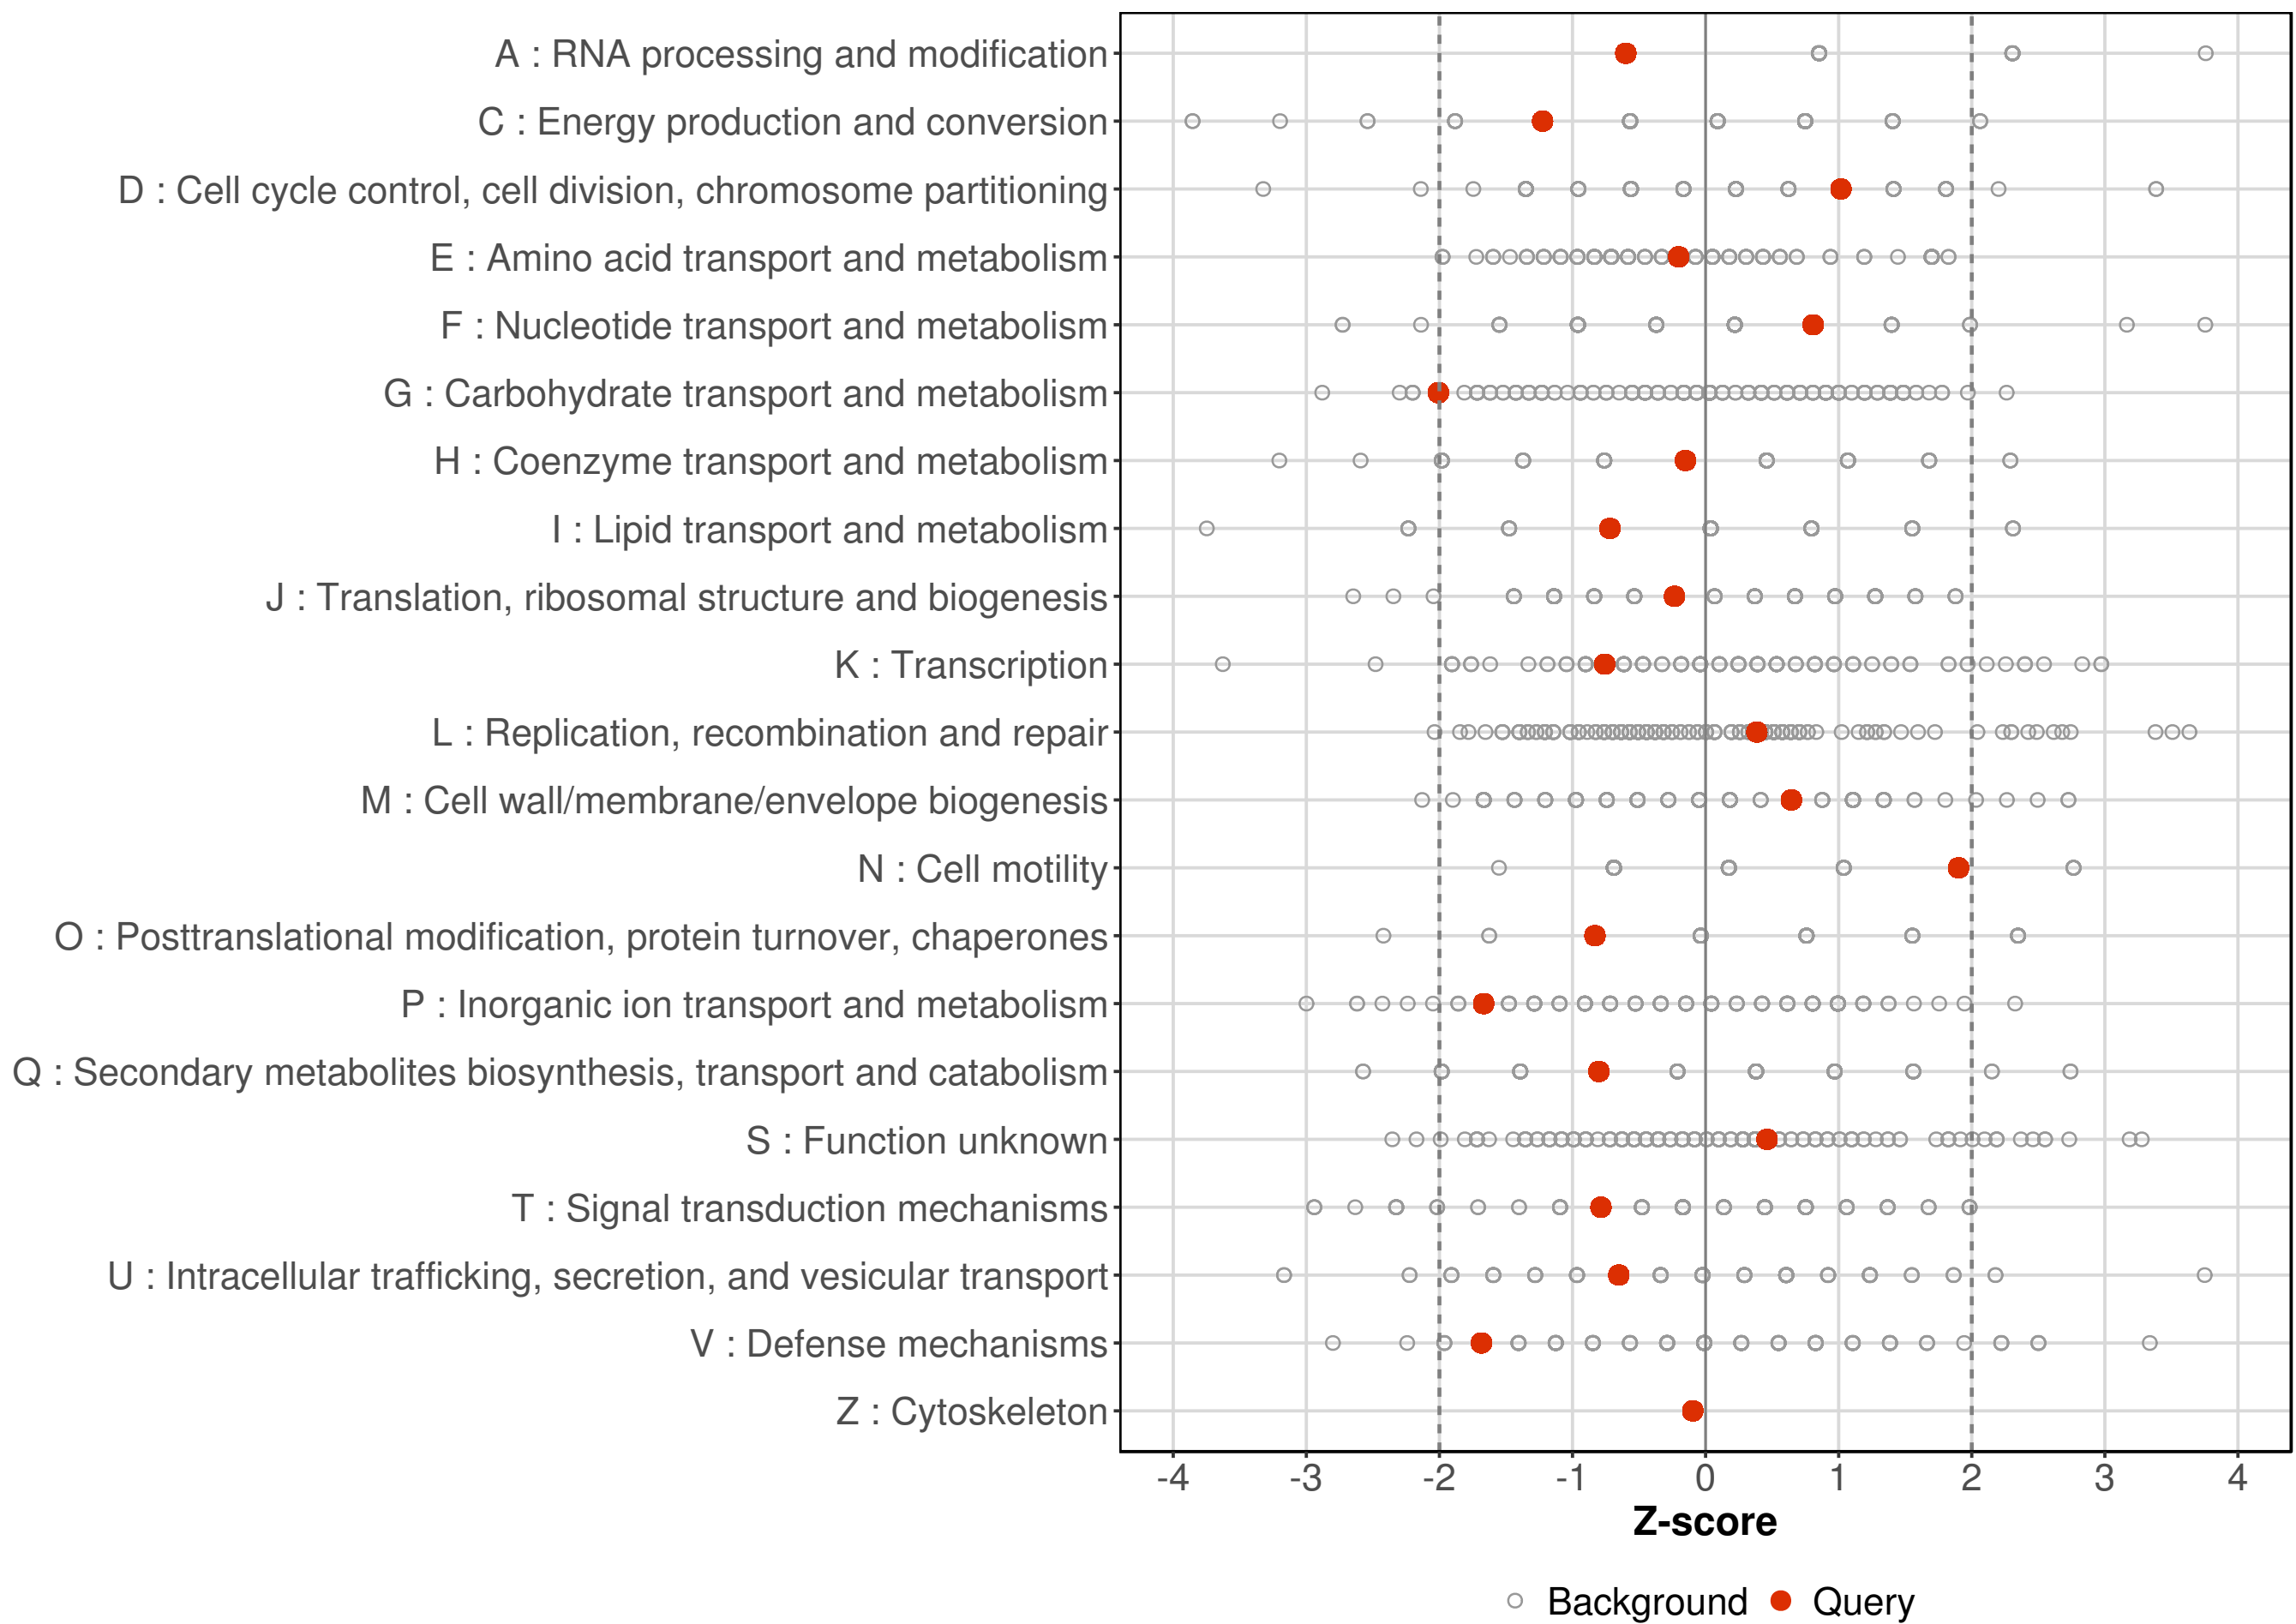 A : RNA processing and modification
C : Energy production and conversion
D : Cell cycle control, cell division, chromosome partitioning
E : Amino acid transport and metabolism
F : Nucleotide transport and metabolism
G : Carbohydrate transport and metabolism
H : Coenzyme transport and metabolism
I : Lipid transport and metabolism
J : Translation, ribosomal structure and biogenesis
K : Transcription
L : Replication, recombination and repair
M : Cell wall/membrane/envelope biogenesis
N : Cell motility
O : Posttranslational modification, protein turnover, chaperones
P : Inorganic ion transport and metabolism
Q : Secondary metabolites biosynthesis, transport and catabolism
S : Function unknown
T : Signal transduction mechanisms
U : Intracellular trafficking, secretion, and vesicular transport
V : Defense mechanisms
Z : Cytoskeleton
-4 -3 -2 -1 0 1 2 3 4
Z-score
Background Query